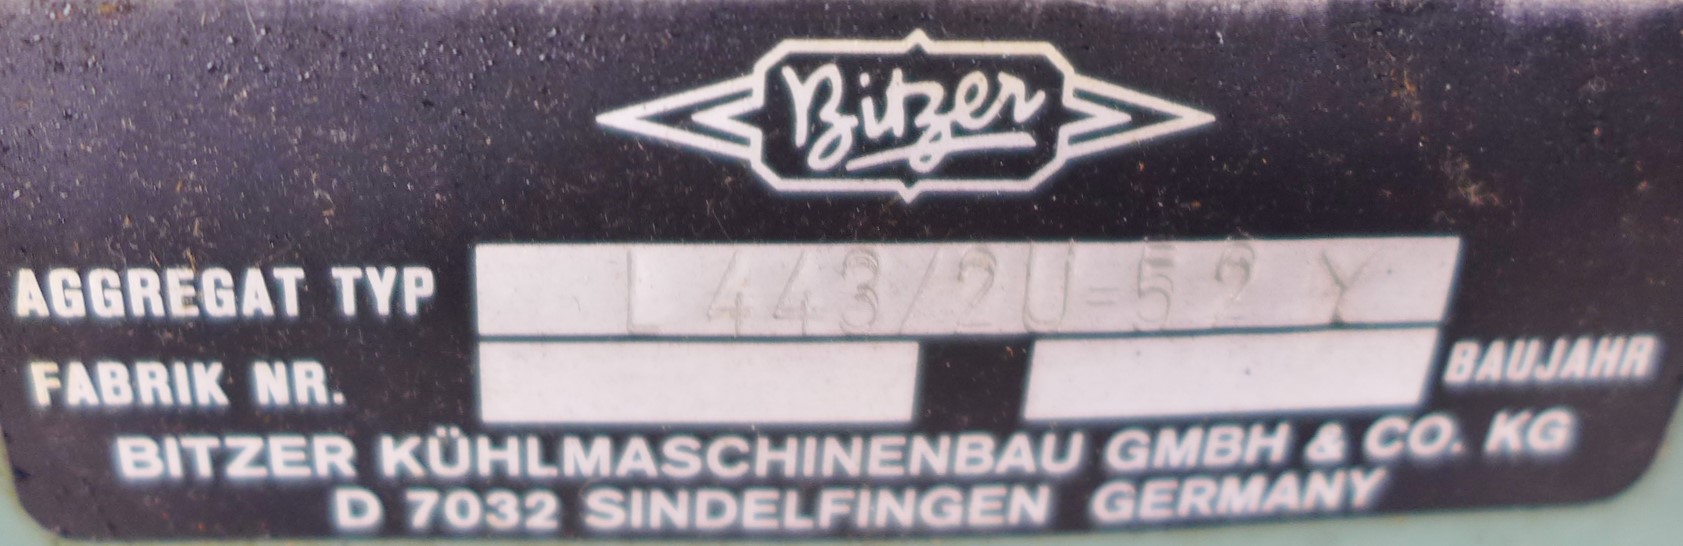 Bitzer
AGGREGAT TYP L 443/2U=52 Y
FABRIK NR. BAUJAHR
BITZER KÜHLMASCHINENBAU GMBH & CO. KG
D 7032 SINDELFINGEN GERMANY